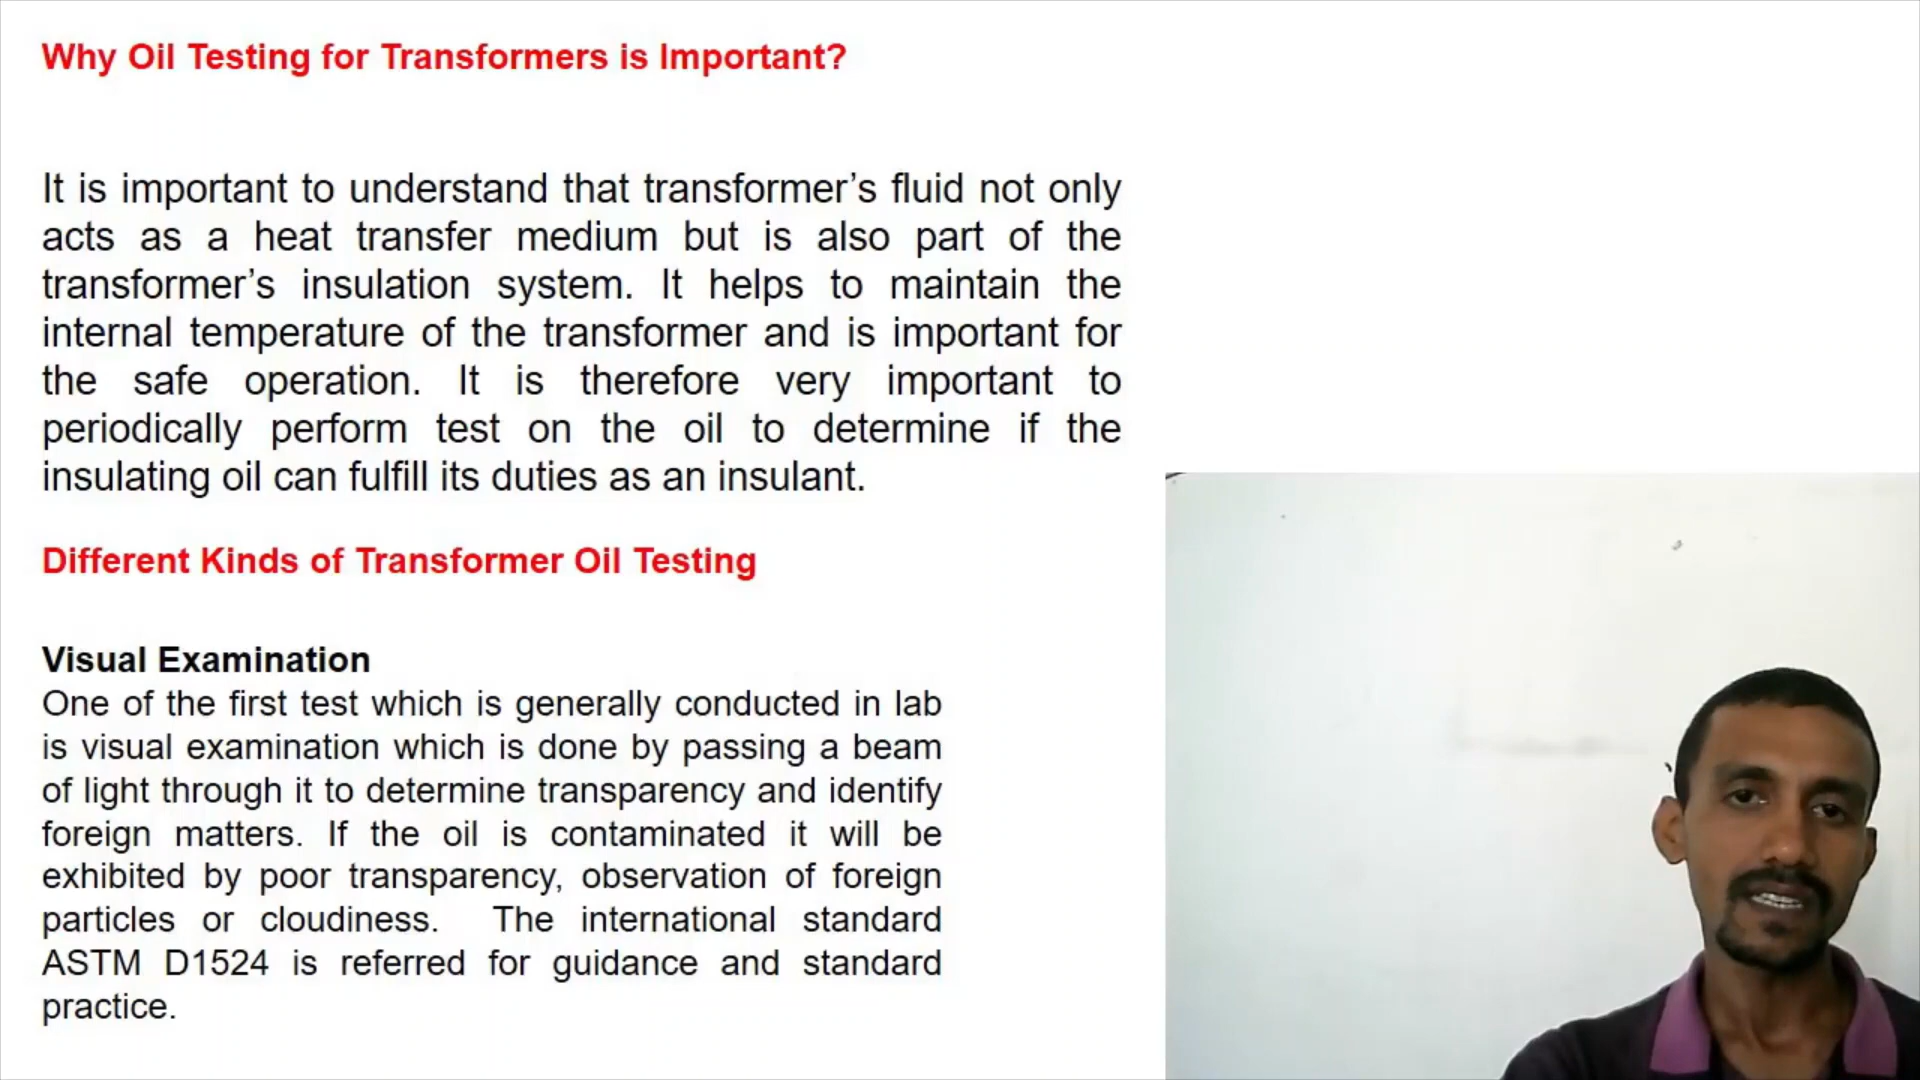 Why Oil Testing for Transformers is Important?
It is important to understand that transformer’s fluid not only
acts as a heat transfer medium but is also part of the
transformer’s insulation system. It helps to maintain the
internal temperature of the transformer and is important for
the safe operation. It is therefore very important to
periodically perform test on the oil to determine if the
insulating oil can fulfill its duties as an insulant.
Different Kinds of Transformer Oil Testing
Visual Examination
One of the first test which is generally conducted in lab
is visual examination which is done by passing a beam
of light through it to determine transparency and identify
foreign matters. If the oil is contaminated it will be
exhibited by poor transparency, observation of foreign
particles or cloudiness. The international standard
ASTM D1524 is referred for guidance and standard
practice.